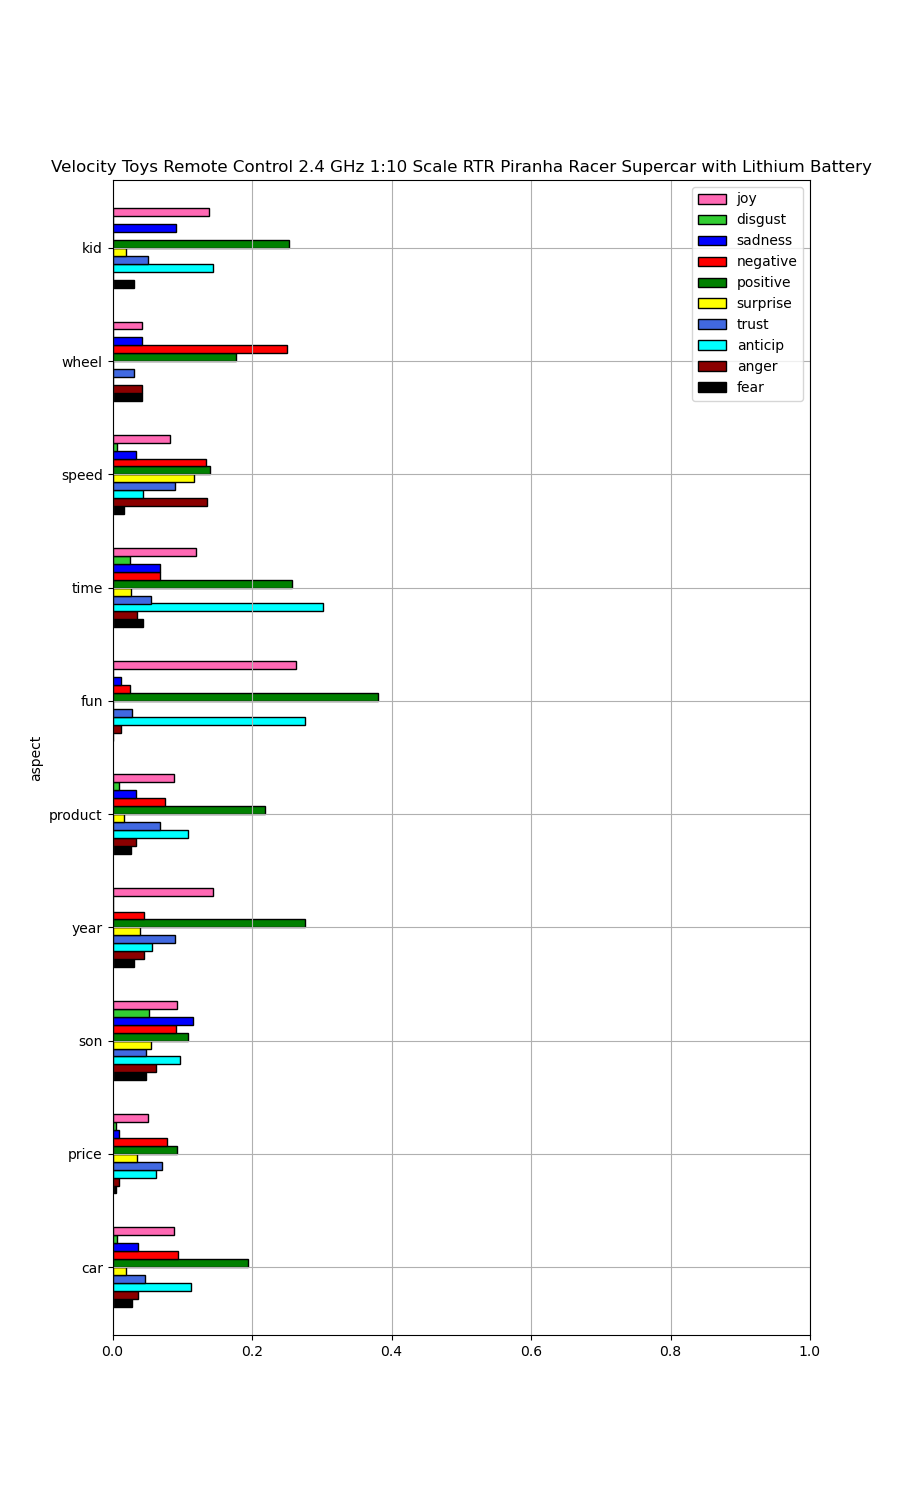 Velocity Toys Remote Control 2.4 GHz 1:10 Scale RTR Piranha Racer Supercar with Lithium Battery
joy
disgust
sadness
negative
positive
surprise
trust
anticip
anger
fear
kid
wheel
speed
time
fun
product
year
son
price
car
aspect
0.0 0.2 0.4 0.6 0.8 1.0